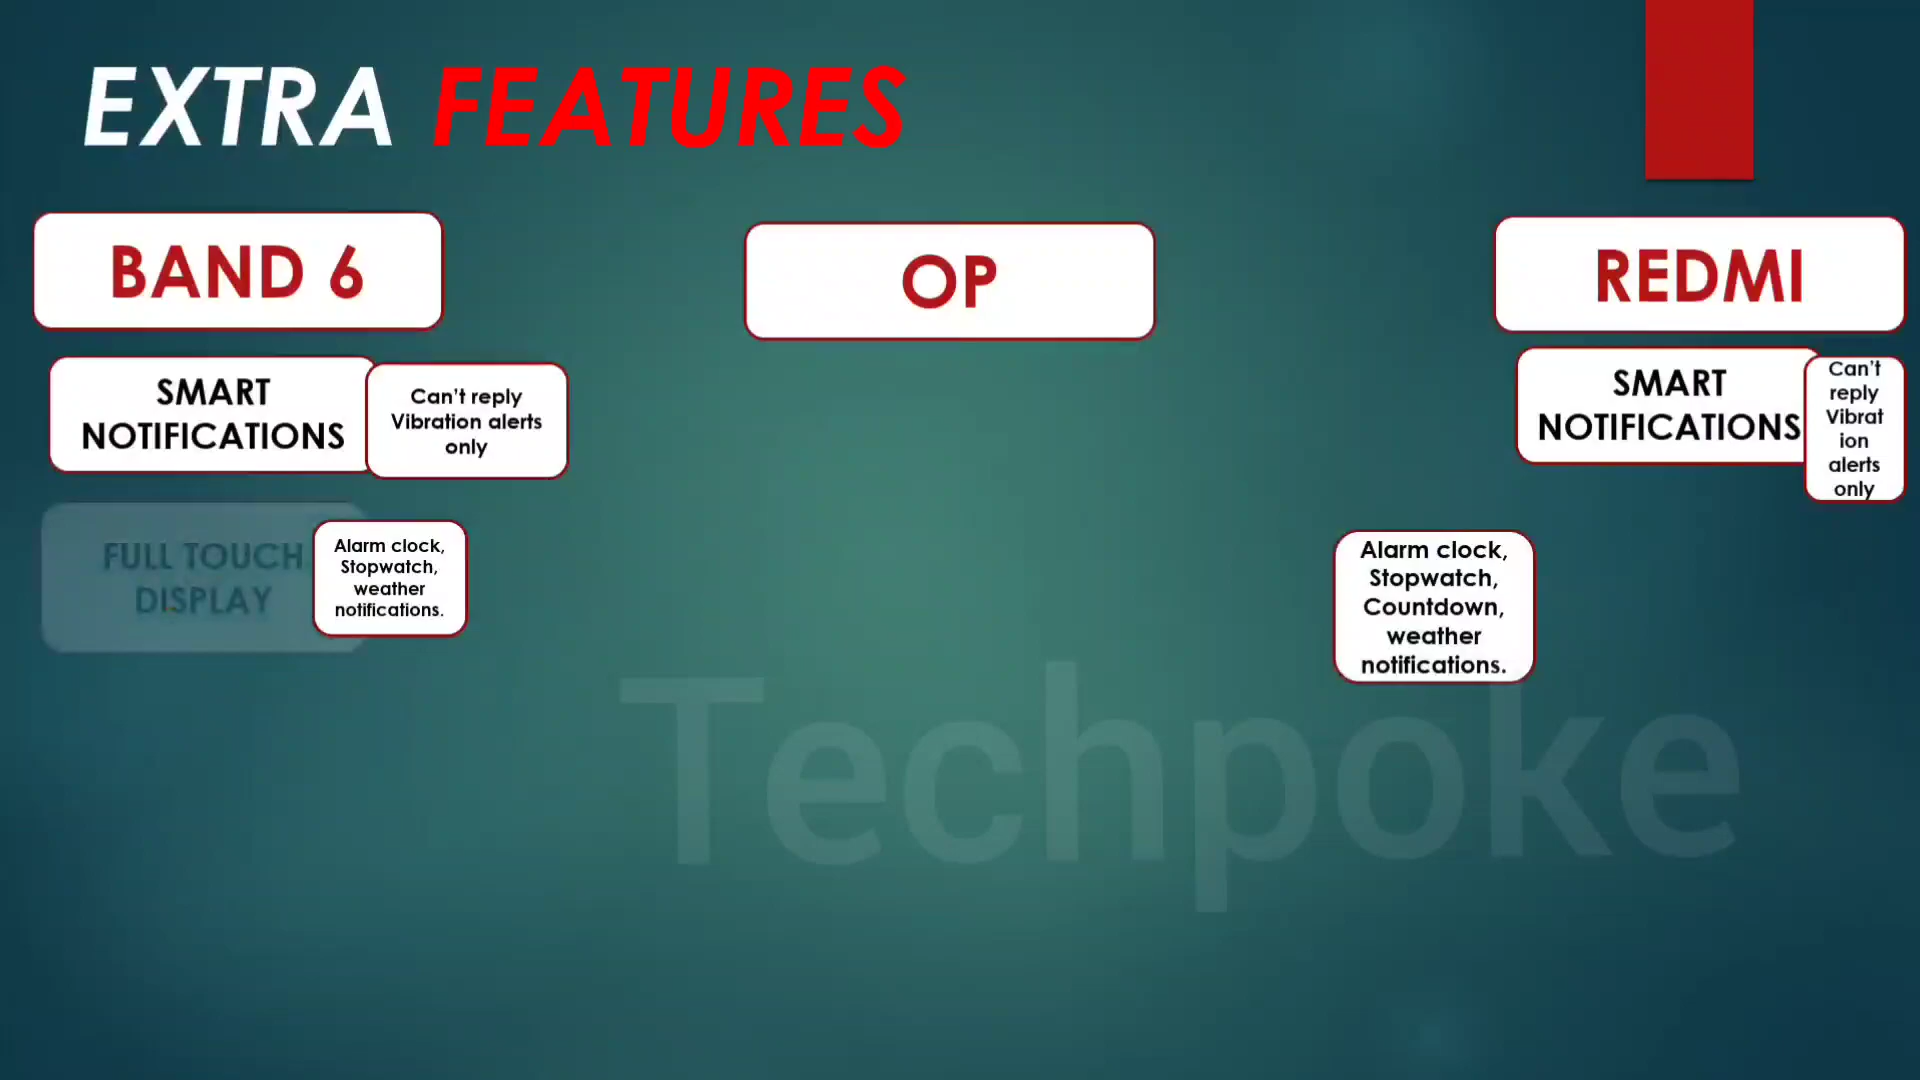 EXTRA FEATURES
BAND 6
OP
REDMI
SMART
NOTIFICATIONS
Can't reply
Vibration alerts
only
SMART
NOTIFICATIONS
Can't
reply
Vibrat
ion
alerts
only
FULL TOUCH
DISPLAY
Alarm clock,
Stopwatch,
weather
notifications.
Alarm clock,
Stopwatch,
Countdown,
weather
notifications.
Techpoke